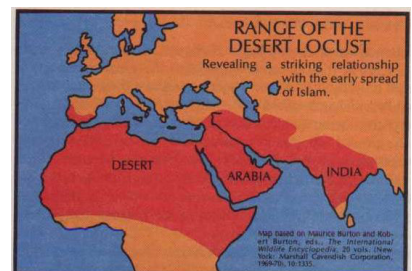 RANGE OF THE
DESERT LOCUST
Revealing a striking relationship
with the early spread
of Islam.
DESERT
ARABIA
INDIA
Map based on Maurice Burton and Rob-
ert Burton, eds., The International
Wildlife Encyclopedia, 20 vols. (New
York: Marshall Cavendish Corporation,
1969-70), 10:1335.